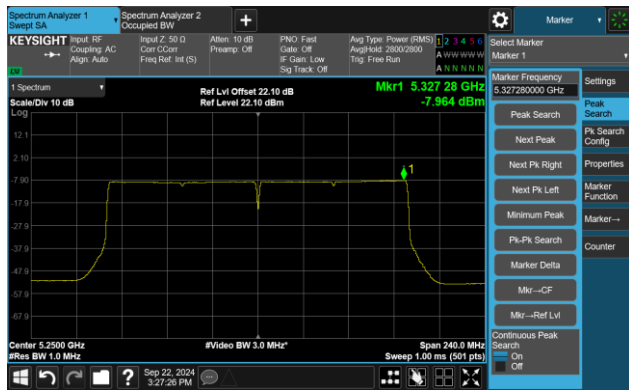 Spectrum Analyzer 1
Swept SA
Spectrum Analyzer 2
Occupied BW
Marker
KEYSIGHT
Input: RF
Coupling: AC
Align: Auto
Input Z: 50 Ω
Corr CCorr
Freq Ref: Int (S)
Atten: 10 dB
Preamp: Off
PNO: Fast
Gate: Off
IF Gain: Low
Sig Track: Off
Avg Type: Power (RMS)
Avg|Hold: 2800/2800
Trig: Free Run
1 2 3 4 5 6
A W W W W W
A N N N N N
Select Marker
Marker 1
1 Spectrum
Scale/Div 10 dB
Ref Lvl Offset 22.10 dB
Ref Level 22.10 dBm
Mkr1 5.327 28 GHz
-7.964 dBm
Log
12.1
2.10
-7.90
-17.9
-27.9
-37.9
-47.9
-57.9
-67.9
1
Center 5.2500 GHz
#Res BW 1.0 MHz
#Video BW 3.0 MHz*
Span 240.0 MHz
Sweep 1.00 ms (501 pts)
Marker Frequency
5.327280000 GHz
Peak Search
Next Peak
Next Pk Right
Next Pk Left
Minimum Peak
Pk-Pk Search
Marker Delta
Mkr→CF
Mkr→Ref Lvl
Continuous Peak
Search
On
Off
Settings
Peak
Search
Pk Search
Config
Properties
Marker
Function
Marker→
Counter
Sep 22, 2024
3:27:26 PM